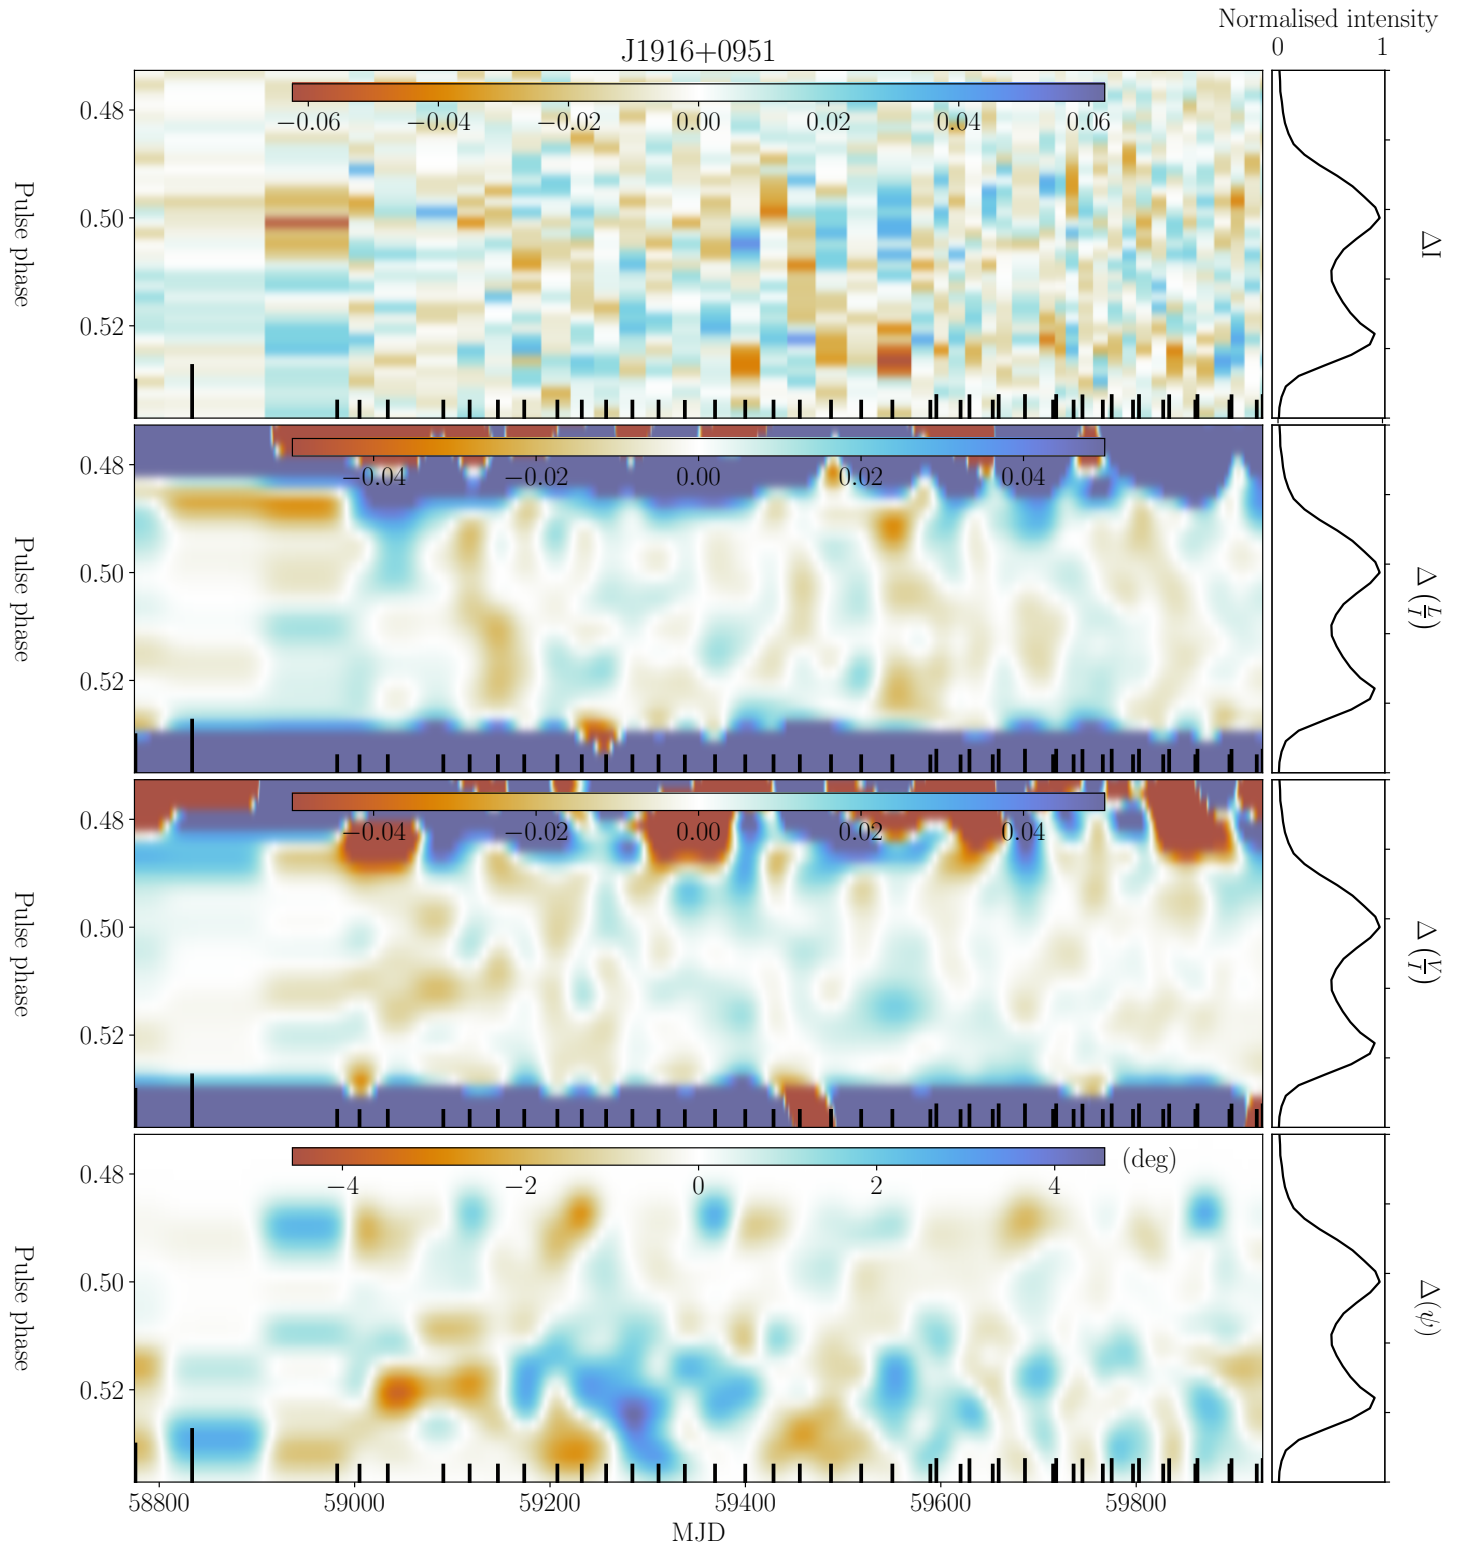 Normalised intensity
J1916+0951
0 1
−0.06 −0.04 −0.02 0.00 0.02 0.04 0.06
0.48
0.50
0.52
Pulse phase
ΔI
−0.04 −0.02 0.00 0.02 0.04
0.48
0.50
0.52
Pulse phase
Δ(L/I)
−0.04 −0.02 0.00 0.02 0.04
0.48
0.50
0.52
Pulse phase
Δ(V/I)
(deg)
−4 −2 0 2 4
0.48
0.50
0.52
Pulse phase
Δ(ψ)
58800 59000 59200 59400 59600 59800
MJD